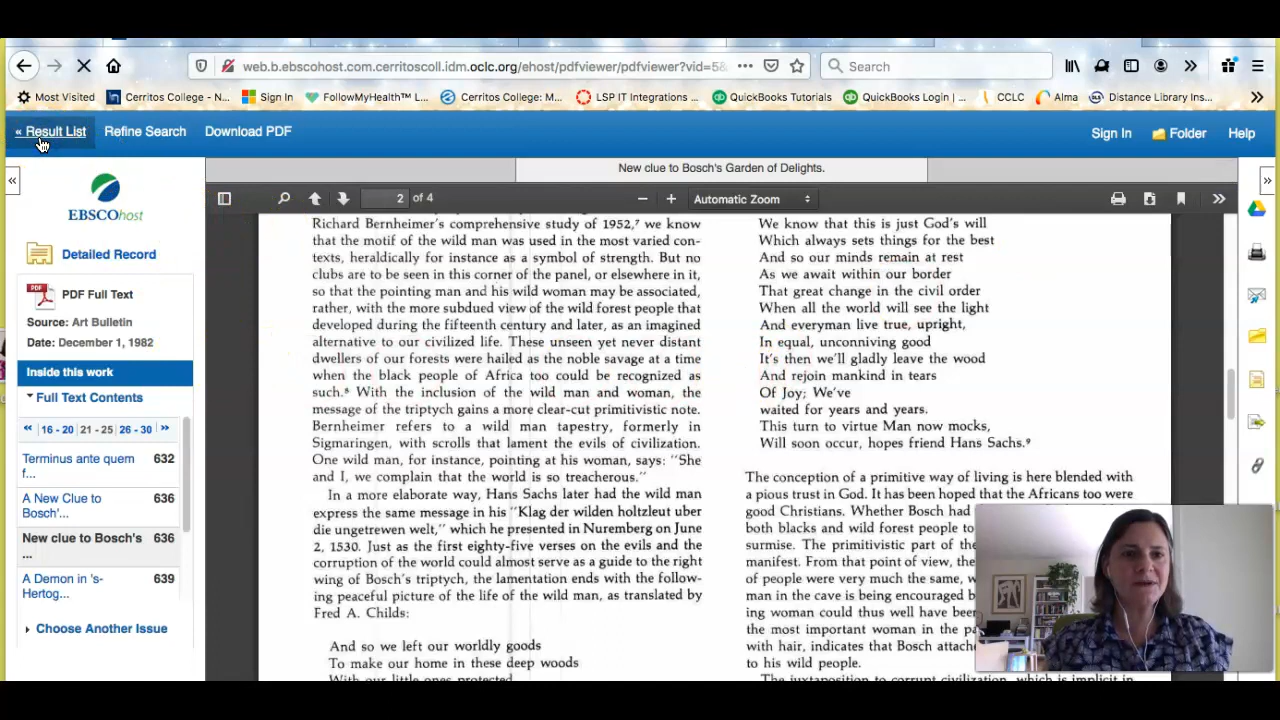 web.b.ebscohost.com.cerritoscoll.idm.oclc.org/ehost/pdfviewer/pdfviewer?vid=5& ••• Search
Most Visited Cerritos College - N... Sign In FollowMyHealth™ L... Cerritos College: M... LSP IT Integrations ... QuickBooks Tutorials QuickBooks Login | ... CCLC Alma Distance Library Ins...
« Result List Refine Search Download PDF Sign In Folder Help
New clue to Bosch's Garden of Delights.
2 of 4 Automatic Zoom
EBSCOhost
Detailed Record
PDF Full Text
Source: Art Bulletin
Date: December 1, 1982
Inside this work
Full Text Contents
« 16 - 20 21 - 25 26 - 30 »
Terminus ante quem f... 632
A New Clue to Bosch'... 636
New clue to Bosch's ... 636
A Demon in 's-Hertog... 639
Choose Another Issue
Richard Bernheimer's comprehensive study of 1952,⁷ we know
that the motif of the wild man was used in the most varied con-
texts, heraldically for instance as a symbol of strength. But no
clubs are to be seen in this corner of the panel, or elsewhere in it,
so that the pointing man and his wild woman may be associated,
rather, with the more subdued view of the wild forest people that
developed during the fifteenth century and later, as an imagined
alternative to our civilized life. These unseen yet never distant
dwellers of our forests were hailed as the noble savage at a time
when the black people of Africa too could be recognized as
such.⁸ With the inclusion of the wild man and woman, the
message of the triptych gains a more clear-cut primitivistic note.
Bernheimer refers to a wild man tapestry, formerly in
Sigmaringen, with scrolls that lament the evils of civilization.
One wild man, for instance, pointing at his woman, says: "She
and I, we complain that the world is so treacherous."
In a more elaborate way, Hans Sachs later had the wild man
express the same message in his "Klag der wilden holtzleut uber
die ungetrewen welt," which he presented in Nuremberg on June
2, 1530. Just as the first eighty-five verses on the evils and the
corruption of the world could almost serve as a guide to the right
wing of Bosch's triptych, the lamentation ends with the follow-
ing peaceful picture of the life of the wild man, as translated by
Fred A. Childs:
And so we left our worldly goods
To make our home in these deep woods
With our little ones protected
We know that this is just God's will
Which always sets things for the best
And so our minds remain at rest
As we await within our border
That great change in the civil order
When all the world will see the light
And everyman live true, upright,
In equal, unconniving good
It's then we'll gladly leave the wood
And rejoin mankind in tears
Of Joy; We've
waited for years and years.
This turn to virtue Man now mocks,
Will soon occur, hopes friend Hans Sachs.⁹
The conception of a primitive way of living is here blended with
a pious trust in God. It has been hoped that the Africans too were
good Christians. Whether Bosch had
both blacks and wild forest people to
surmise. The primitivistic part of the
manifest. From that point of view, the
of people were very much the same, w
man in the cave is being encouraged b
ing woman could thus well have been
the most important woman in the pa
with hair, indicates that Bosch attache
to his wild people.
The juxtaposition to corrupt civilization, which is implicit in